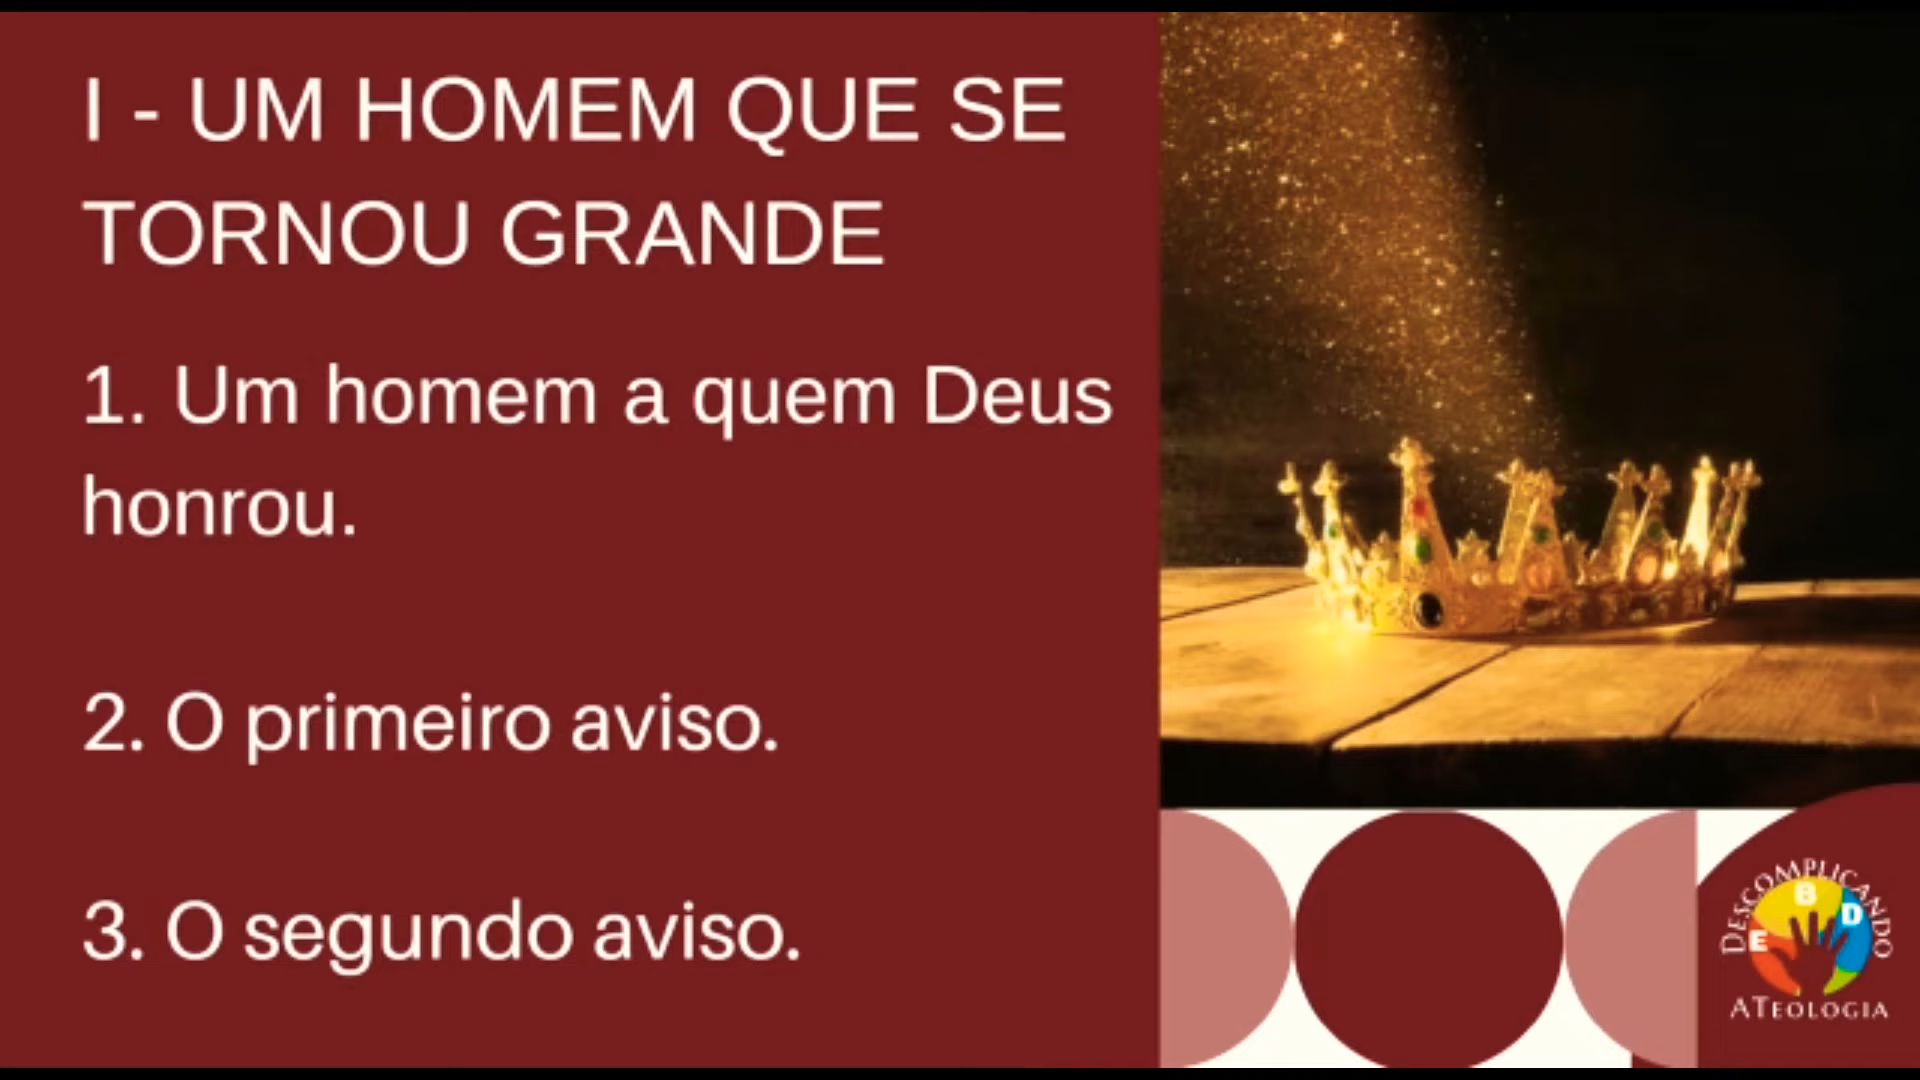 I - UM HOMEM QUE SE
TORNOU GRANDE
1. Um homem a quem Deus
honrou.
2. O primeiro aviso.
3. O segundo aviso.
DESCOMPLICANDO
E B D
ATEOLOGIA